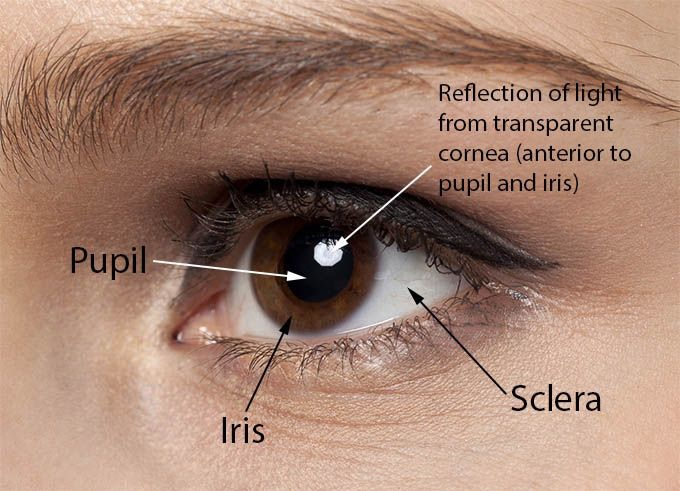 Reflection of light
from transparent
cornea (anterior to
pupil and iris)
Pupil
Sclera
Iris